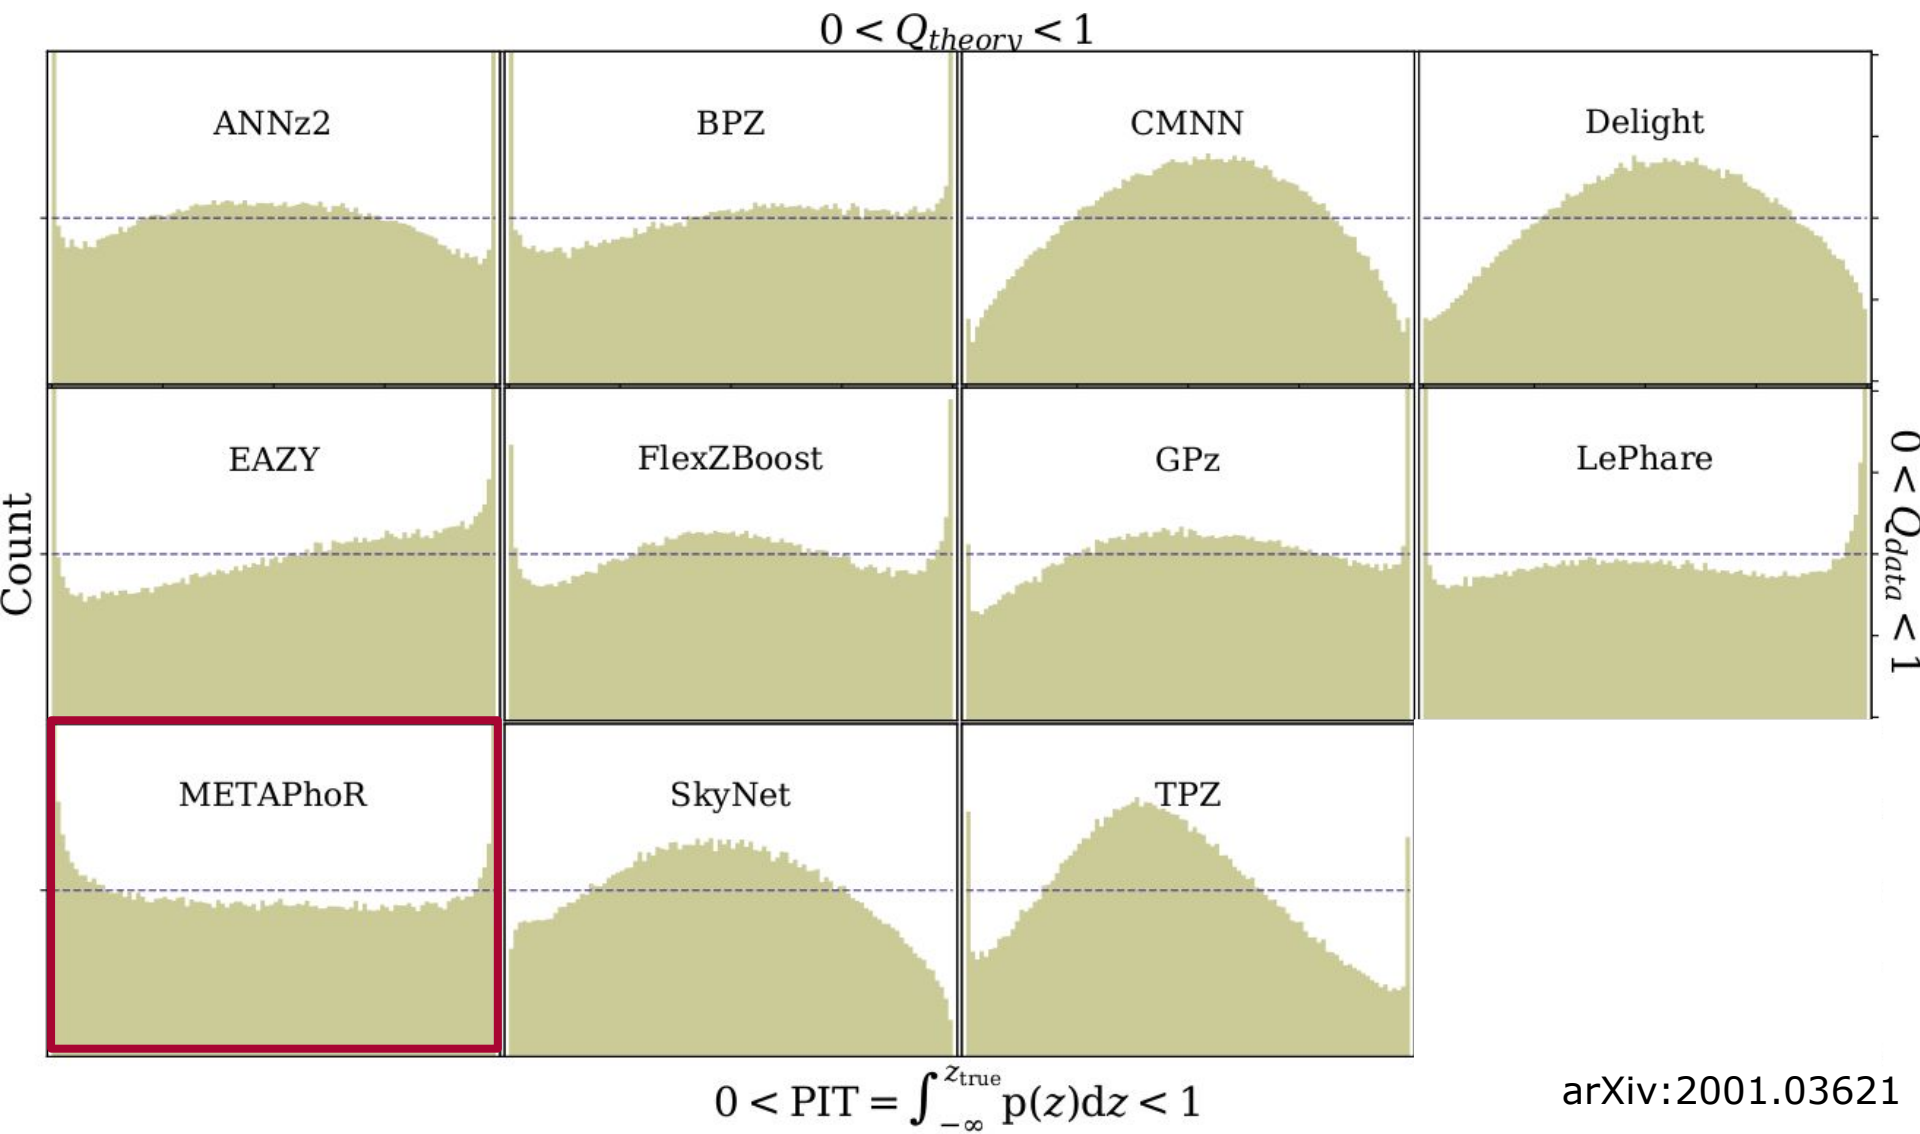 0 < Q_theory < 1
ANNz2
BPZ
CMNN
Delight
EAZY
FlexZBoost
GPz
LePhare
Count
0 < Q_data < 1
METAPhoR
SkyNet
TPZ
0 < PIT = ∫_{−∞}^{z_true} p(z)dz < 1
arXiv:2001.03621